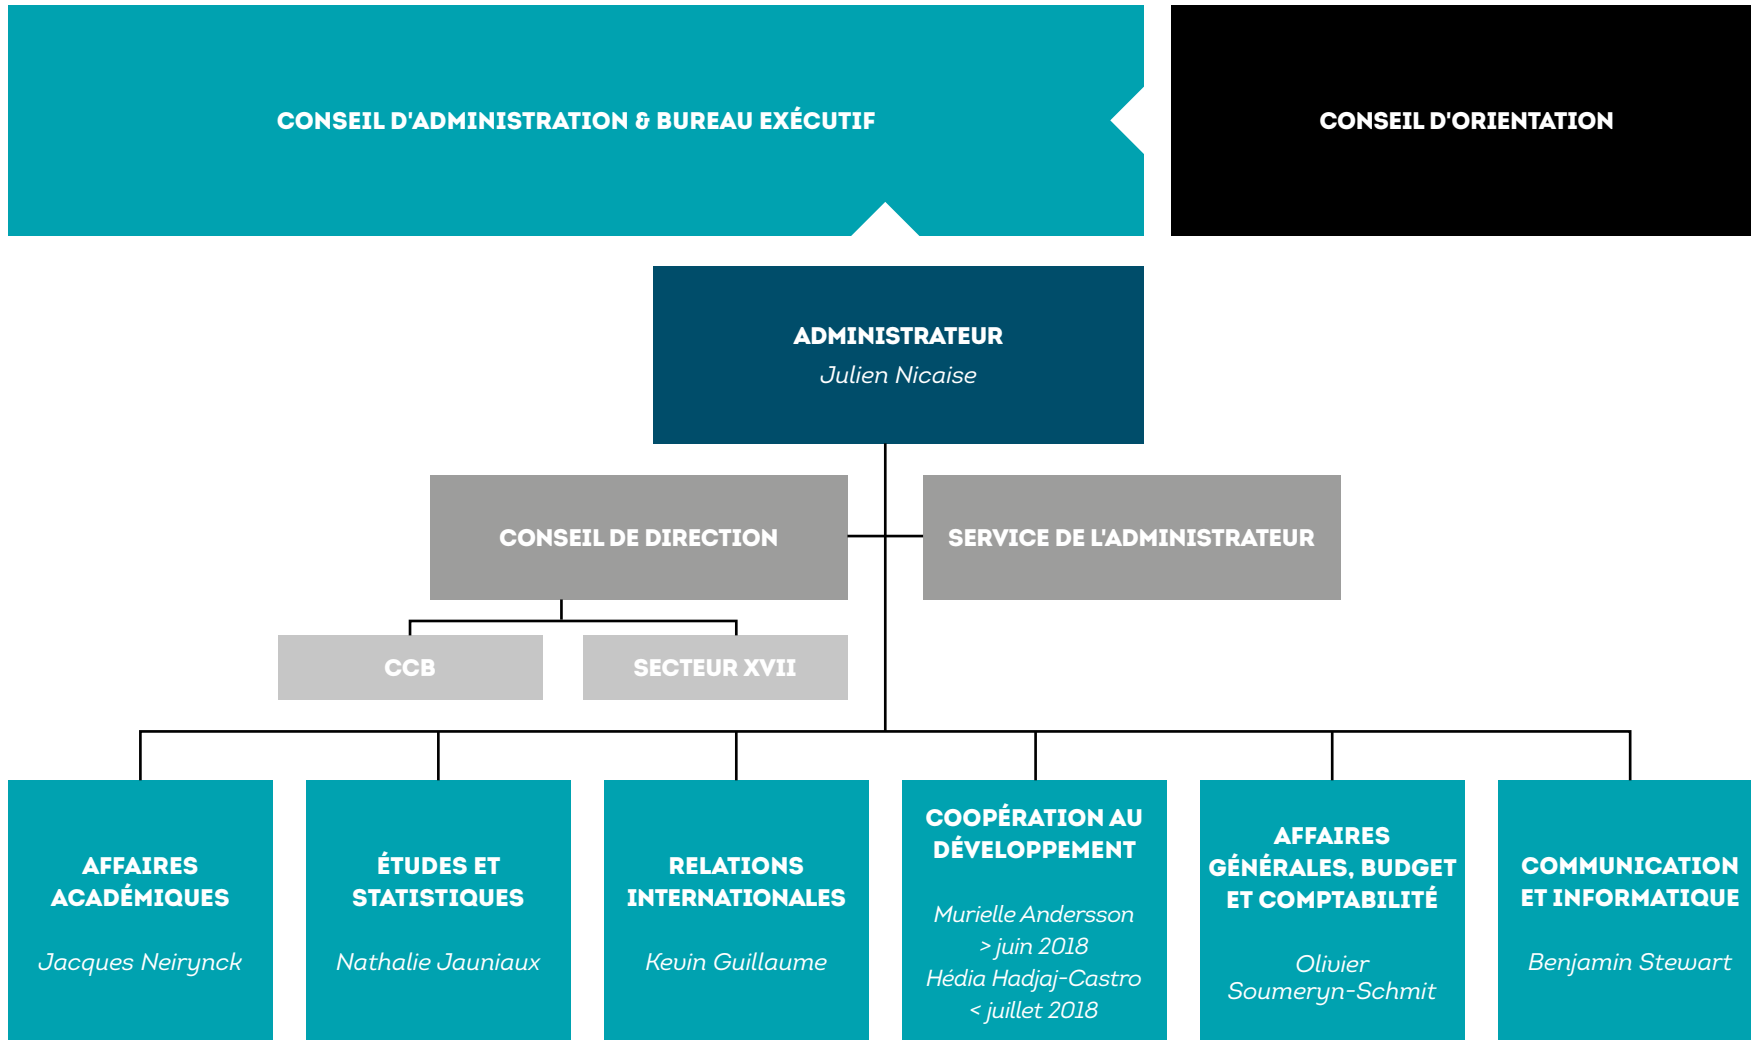 CONSEIL D'ADMINISTRATION & BUREAU EXÉCUTIF
CONSEIL D'ORIENTATION
ADMINISTRATEUR
Julien Nicaise
CONSEIL DE DIRECTION
SERVICE DE L'ADMINISTRATEUR
CCB
SECTEUR XVII
AFFAIRES
ACADÉMIQUES
Jacques Neirynck
ÉTUDES ET
STATISTIQUES
Nathalie Jauniaux
RELATIONS
INTERNATIONALES
Kevin Guillaume
COOPÉRATION AU
DÉVELOPPEMENT
Murielle Andersson
> juin 2018
Hédia Hadjaj-Castro
< juillet 2018
AFFAIRES
GÉNÉRALES, BUDGET
ET COMPTABILITÉ
Olivier
Soumeryn-Schmit
COMMUNICATION
ET INFORMATIQUE
Benjamin Stewart